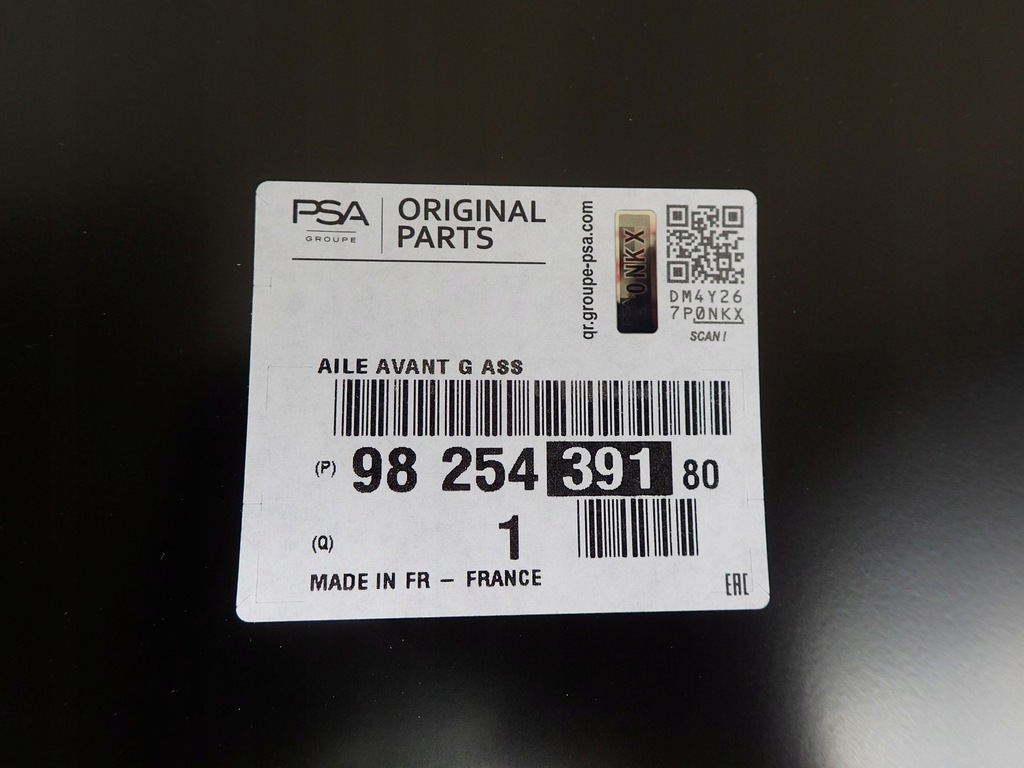 PSA
GROUPE
ORIGINAL
PARTS
qr.groupe-psa.com
0NKX
DM4Y26
7P0NKX
SCAN!
AILE AVANT G ASS
(P) 98 254 391 80
(Q) 1
MADE IN FR – FRANCE
EAC